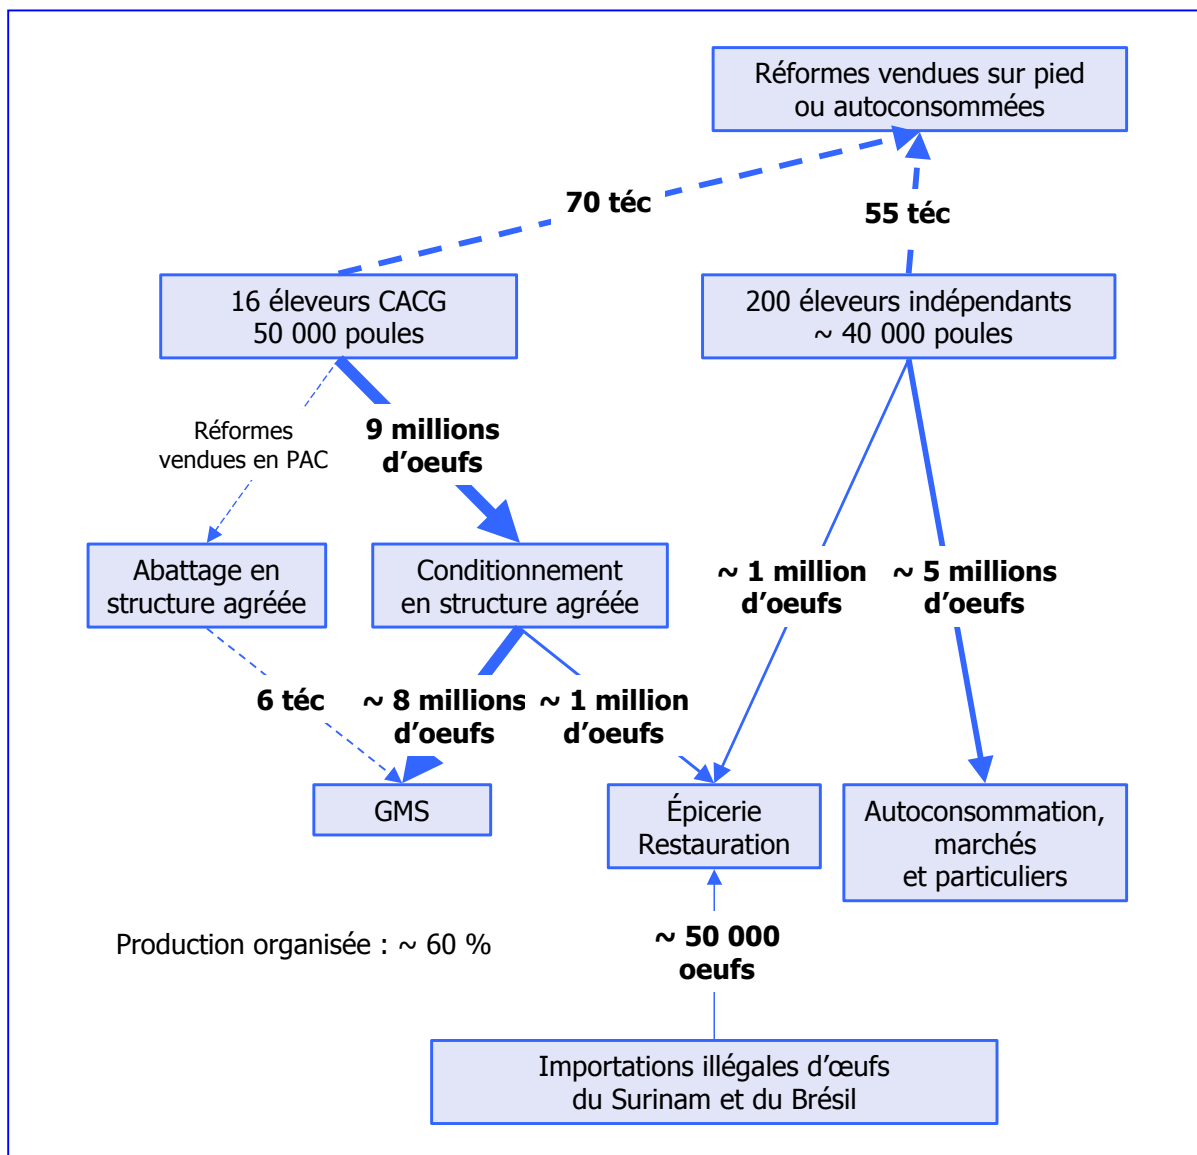 Réformes vendues sur pied
ou autoconsommées
70 téc
55 téc
16 éleveurs CACG
50 000 poules
200 éleveurs indépendants
~ 40 000 poules
Réformes
vendues en PAC
9 millions
d’oeufs
Abattage en
structure agréée
Conditionnement
en structure agréée
~ 1 million
d’oeufs
~ 5 millions
d’oeufs
6 téc
~ 8 millions
d’oeufs
~ 1 million
d’oeufs
GMS
Épicerie
Restauration
Autoconsommation,
marchés
et particuliers
Production organisée : ~ 60 %
~ 50 000
oeufs
Importations illégales d’œufs
du Surinam et du Brésil